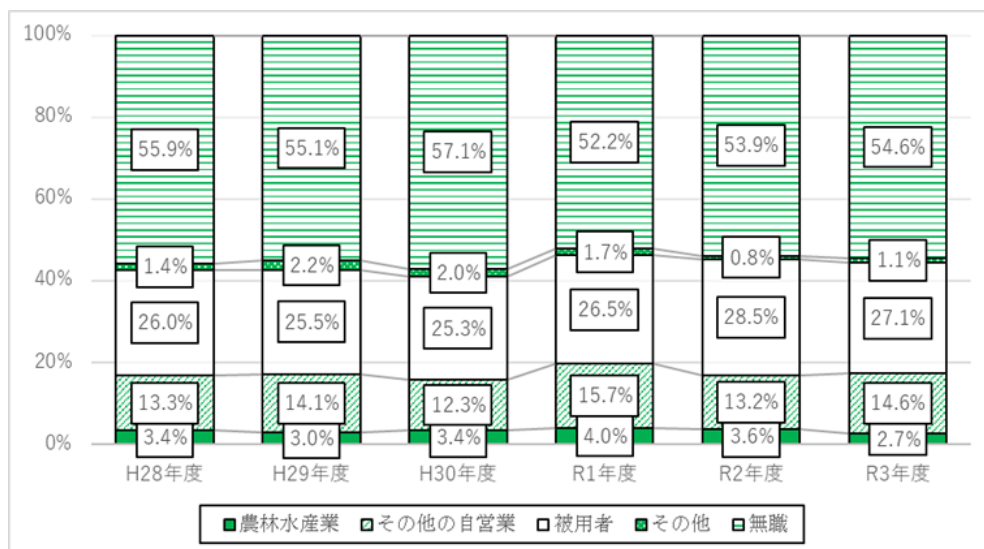 100%
80%
60%
40%
20%
0%
55.9% 55.1% 57.1% 52.2% 53.9% 54.6%
1.4% 2.2% 2.0% 1.7% 0.8% 1.1%
26.0% 25.5% 25.3% 26.5% 28.5% 27.1%
13.3% 14.1% 12.3% 15.7% 13.2% 14.6%
3.4% 3.0% 3.4% 4.0% 3.6% 2.7%
H28年度 H29年度 H30年度 R1年度 R2年度 R3年度
農林水産業 その他の自営業 被用者 その他 無職